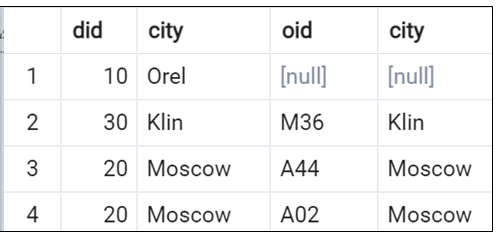 did city oid city
1 10 Orel [null] [null]
2 30 Klin M36 Klin
3 20 Moscow A44 Moscow
4 20 Moscow A02 Moscow